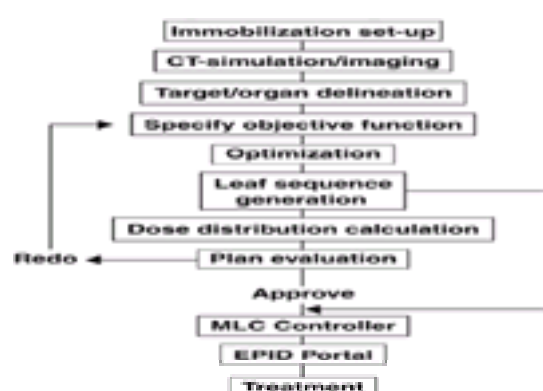 Immobilization set-up
CT-simulation/imaging
Target/organ delineation
Specify objective function
Optimization
Leaf sequence
generation
Dose distribution calculation
Redo
Plan evaluation
Approve
MLC Controller
EPID Portal
Treatment